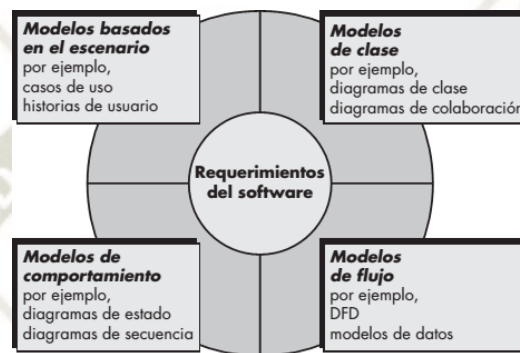 Modelos basados
en el escenario
por ejemplo,
casos de uso
historias de usuario
Modelos
de clase
por ejemplo,
diagramas de clase
diagramas de colaboración
Requerimientos
del software
Modelos de
comportamiento
por ejemplo,
diagramas de estado
diagramas de secuencia
Modelos
de flujo
por ejemplo,
DFD
modelos de datos